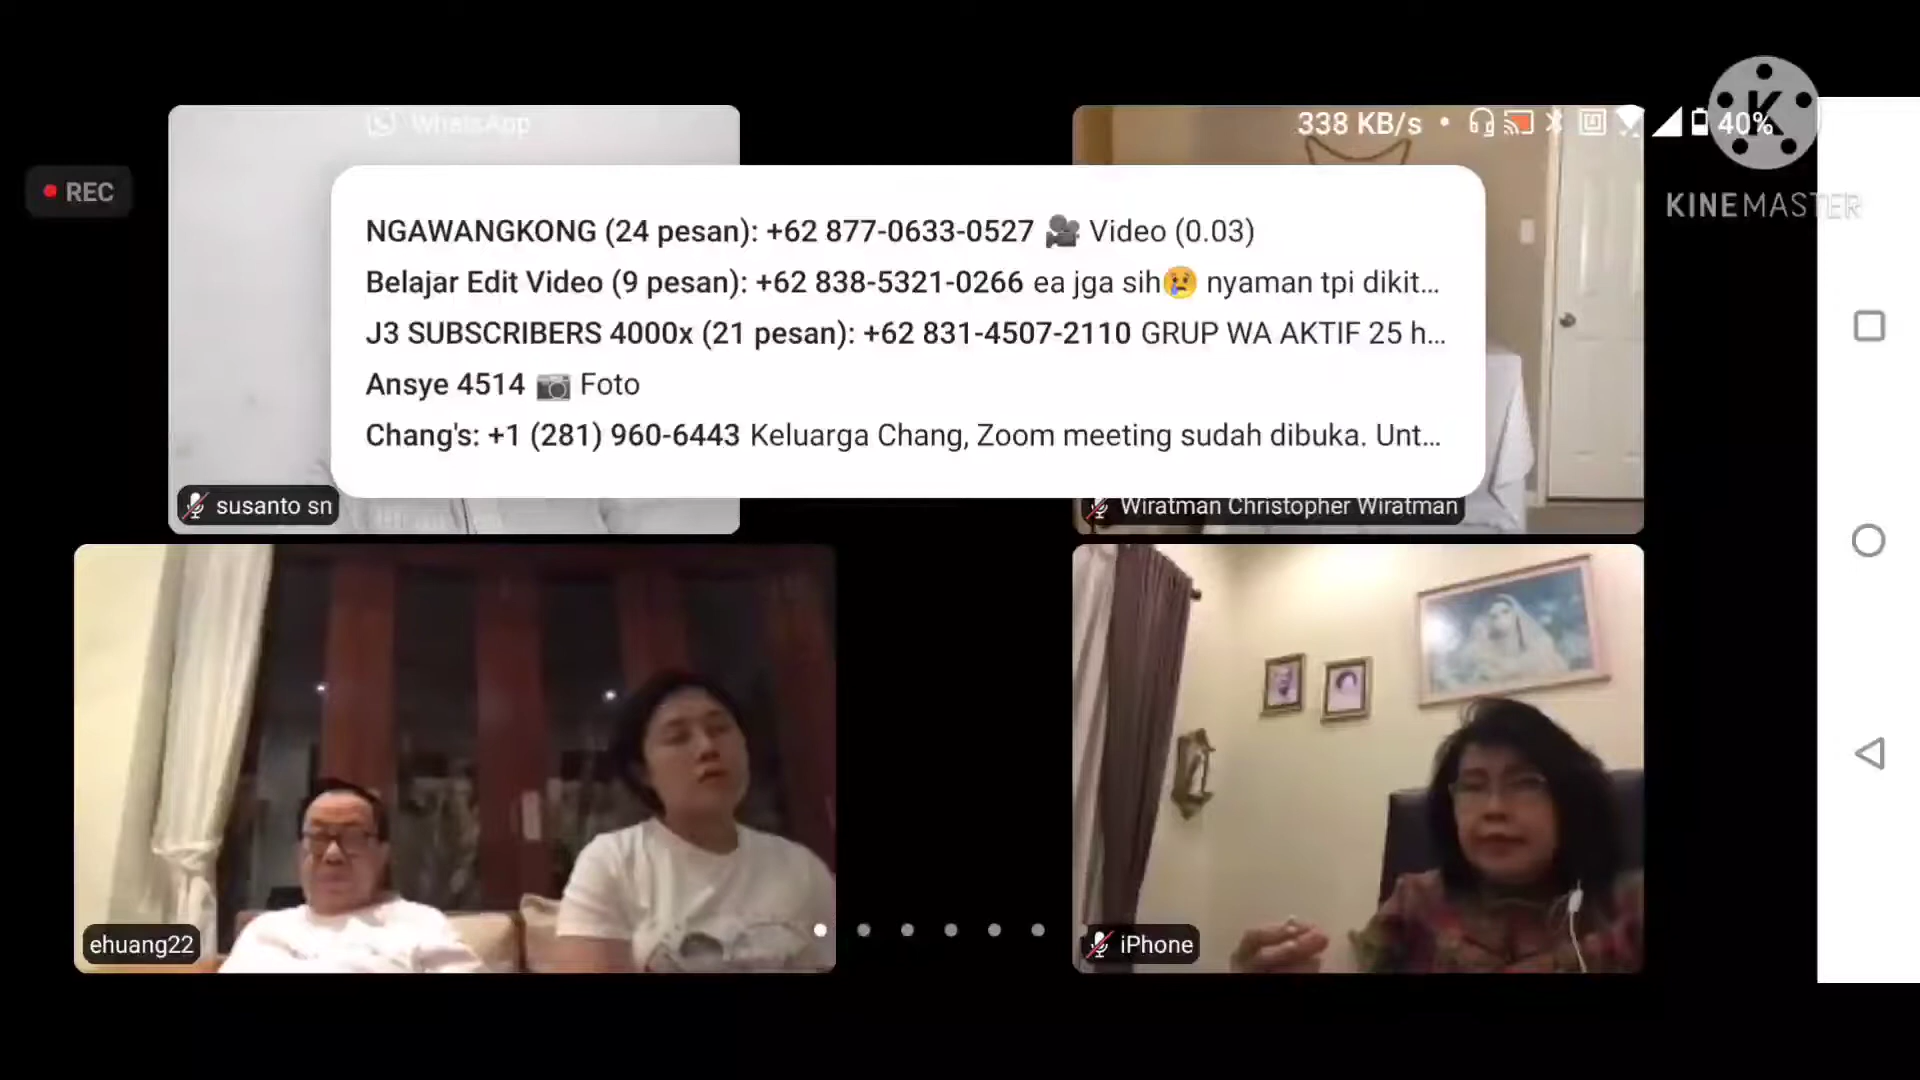 WhatsApp
338 KB/s • 40%
K
KINEMASTER
REC
NGAWANGKONG (24 pesan): +62 877-0633-0527 🎥 Video (0.03)
Belajar Edit Video (9 pesan): +62 838-5321-0266 ea jga sih😢 nyaman tpi dikit...
J3 SUBSCRIBERS 4000x (21 pesan): +62 831-4507-2110 GRUP WA AKTIF 25 h...
Ansye 4514 📷 Foto
Chang's: +1 (281) 960-6443 Keluarga Chang, Zoom meeting sudah dibuka. Unt...
susanto sn
Wiratman Christopher Wiratman
ehuang22
iPhone